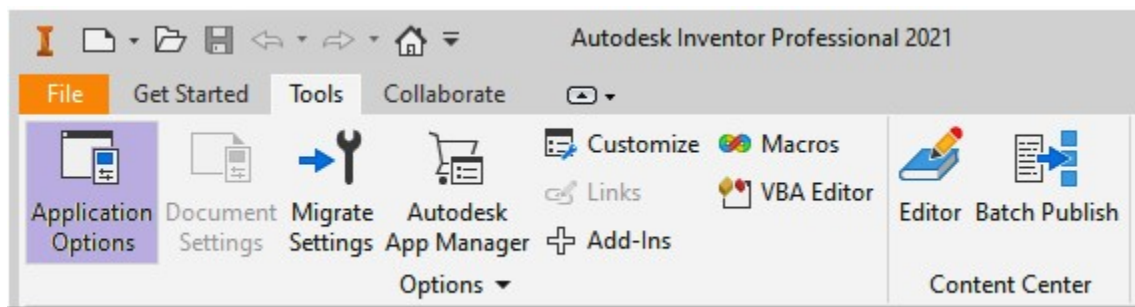 Autodesk Inventor Professional 2021
File Get Started Tools Collaborate
Application Options
Document Settings
Migrate Settings
Autodesk App Manager
Customize
Links
Add-Ins
Macros
VBA Editor
Options
Editor
Batch Publish
Content Center